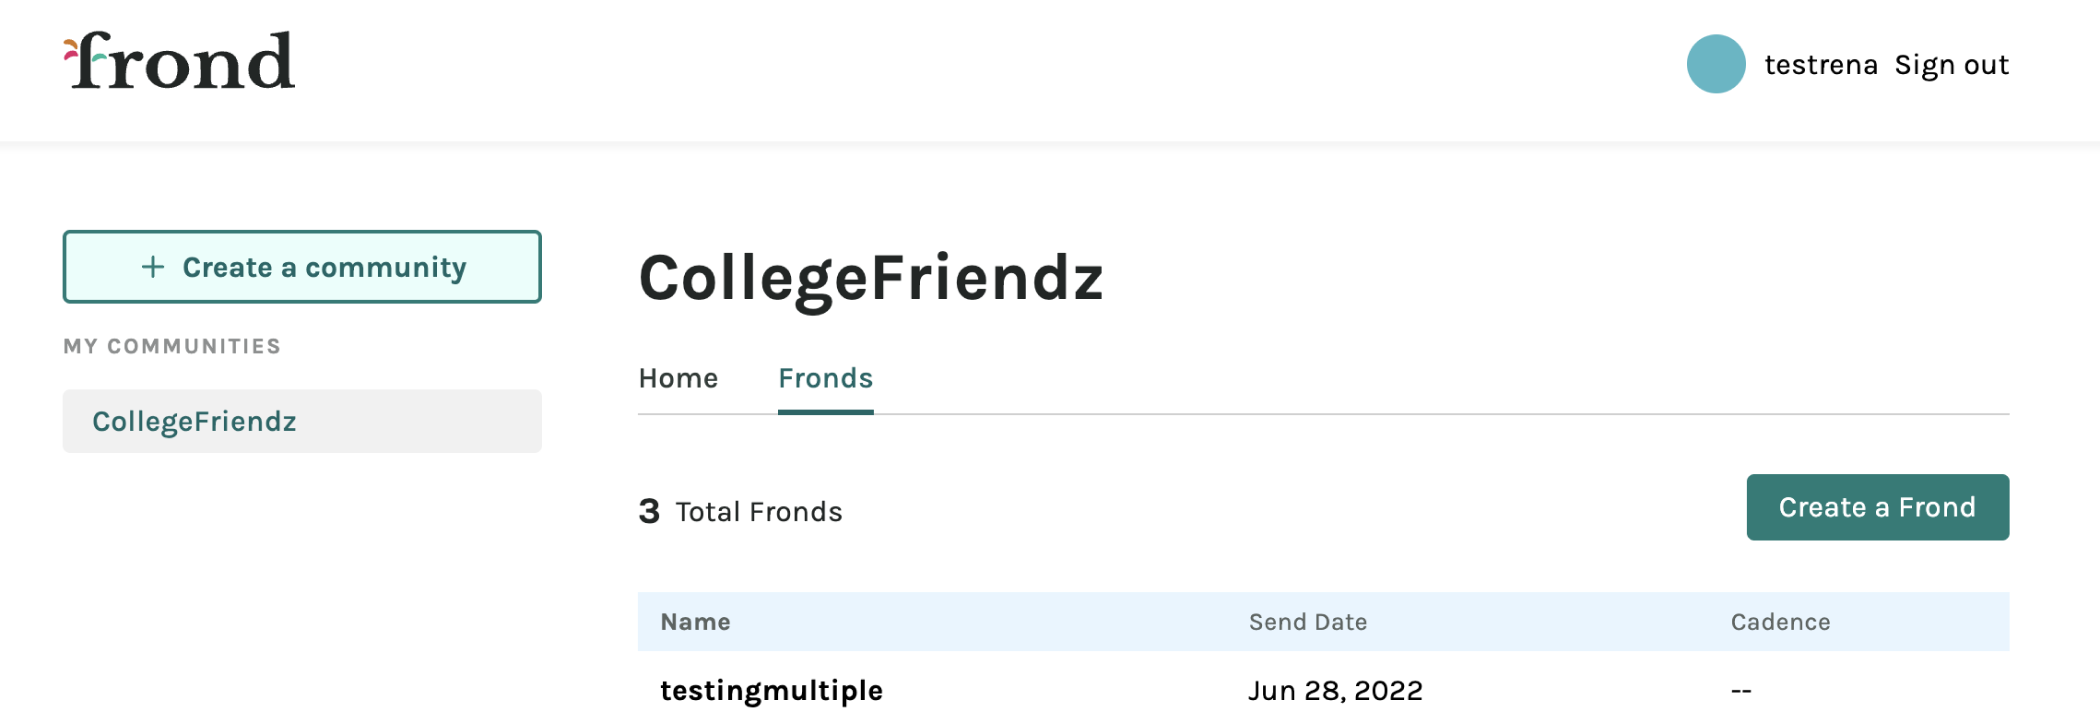 frond
testrena Sign out
+ Create a community
MY COMMUNITIES
CollegeFriendz
CollegeFriendz
Home Fronds
3 Total Fronds
Create a Frond
Name Send Date Cadence
testingmultiple Jun 28, 2022 --